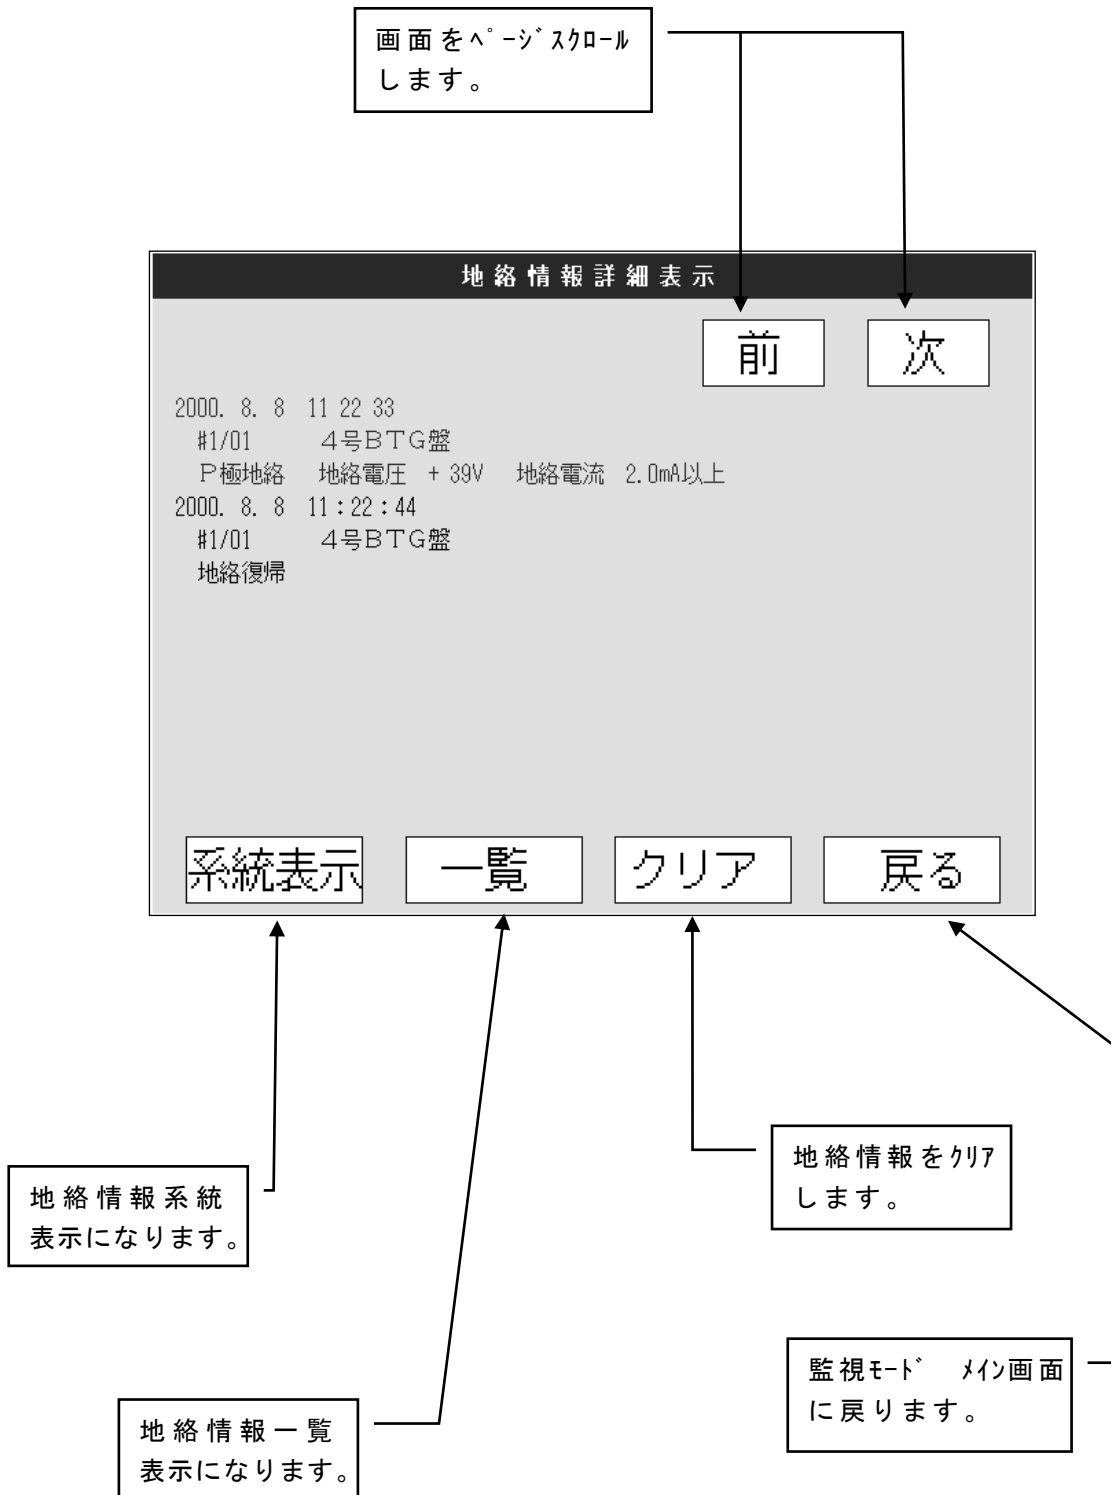 画面をﾍﾟｰｼﾞｽｸﾛｰﾙ
します。
地絡情報詳細表示
前 次
2000. 8. 8 11 22 33
#1/01 4号BTG盤
P極地絡 地絡電圧 + 39V 地絡電流 2.0mA以上
2000. 8. 8 11:22:44
#1/01 4号BTG盤
地絡復帰
系統表示 一覧 クリア 戻る
地絡情報をｸﾘｱ
します。
地絡情報系統
表示になります。
監視ﾓｰﾄﾞ ﾒｲﾝ画面
に戻ります。
地絡情報一覧
表示になります。